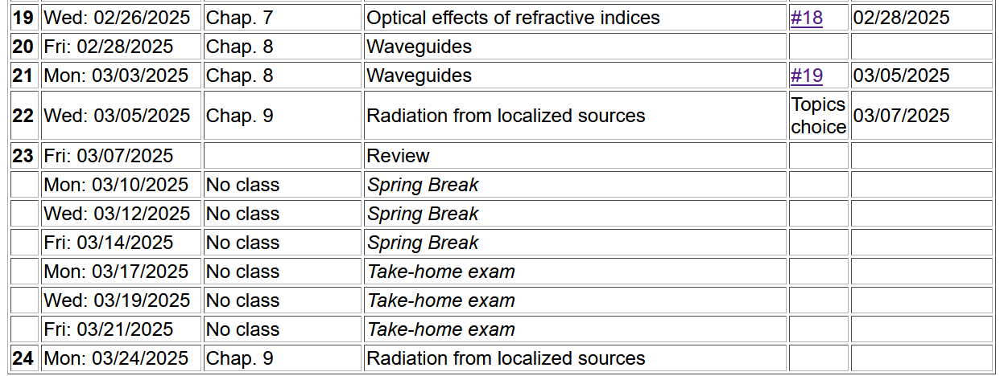 19 Wed: 02/26/2025 Chap. 7 Optical effects of refractive indices #18 02/28/2025
20 Fri: 02/28/2025 Chap. 8 Waveguides
21 Mon: 03/03/2025 Chap. 8 Waveguides #19 03/05/2025
22 Wed: 03/05/2025 Chap. 9 Radiation from localized sources Topics choice 03/07/2025
23 Fri: 03/07/2025 Review
Mon: 03/10/2025 No class Spring Break
Wed: 03/12/2025 No class Spring Break
Fri: 03/14/2025 No class Spring Break
Mon: 03/17/2025 No class Take-home exam
Wed: 03/19/2025 No class Take-home exam
Fri: 03/21/2025 No class Take-home exam
24 Mon: 03/24/2025 Chap. 9 Radiation from localized sources